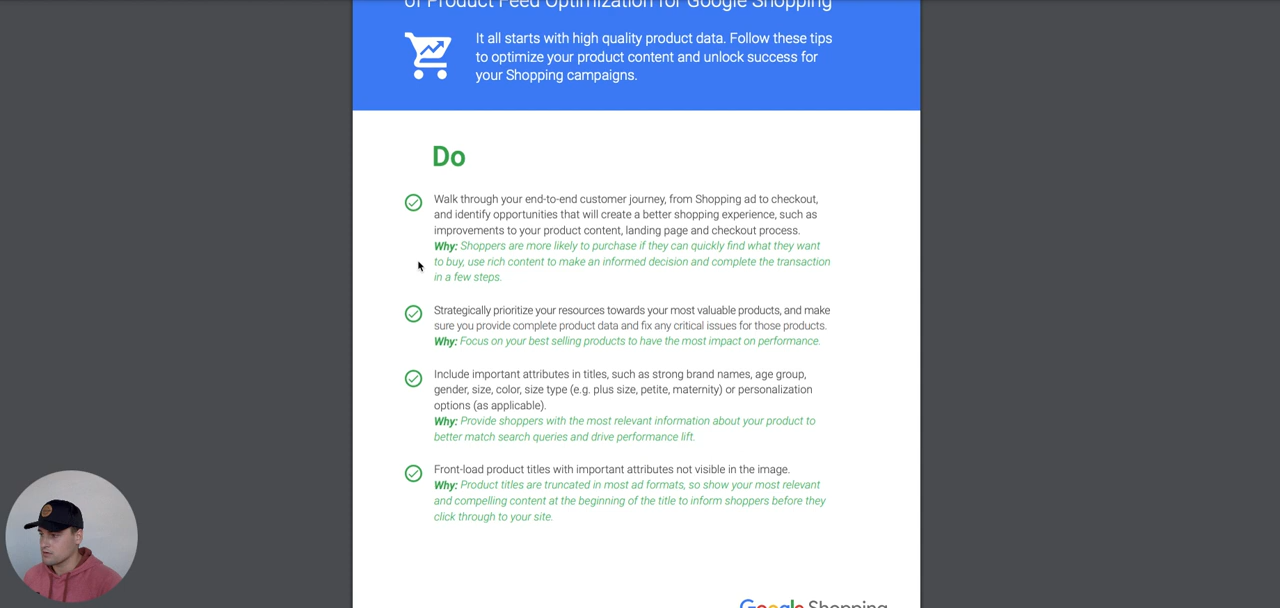 of Product Feed Optimization for Google Shopping
It all starts with high quality product data. Follow these tips
to optimize your product content and unlock success for
your Shopping campaigns.
Do
Walk through your end-to-end customer journey, from Shopping ad to checkout,
and identify opportunities that will create a better shopping experience, such as
improvements to your product content, landing page and checkout process.
Why: Shoppers are more likely to purchase if they can quickly find what they want
to buy, use rich content to make an informed decision and complete the transaction
in a few steps.
Strategically prioritize your resources towards your most valuable products, and make
sure you provide complete product data and fix any critical issues for those products.
Why: Focus on your best selling products to have the most impact on performance.
Include important attributes in titles, such as strong brand names, age group,
gender, size, color, size type (e.g. plus size, petite, maternity) or personalization
options (as applicable).
Why: Provide shoppers with the most relevant information about your product to
better match search queries and drive performance lift.
Front-load product titles with important attributes not visible in the image.
Why: Product titles are truncated in most ad formats, so show your most relevant
and compelling content at the beginning of the title to inform shoppers before they
click through to your site.
Google Shopping